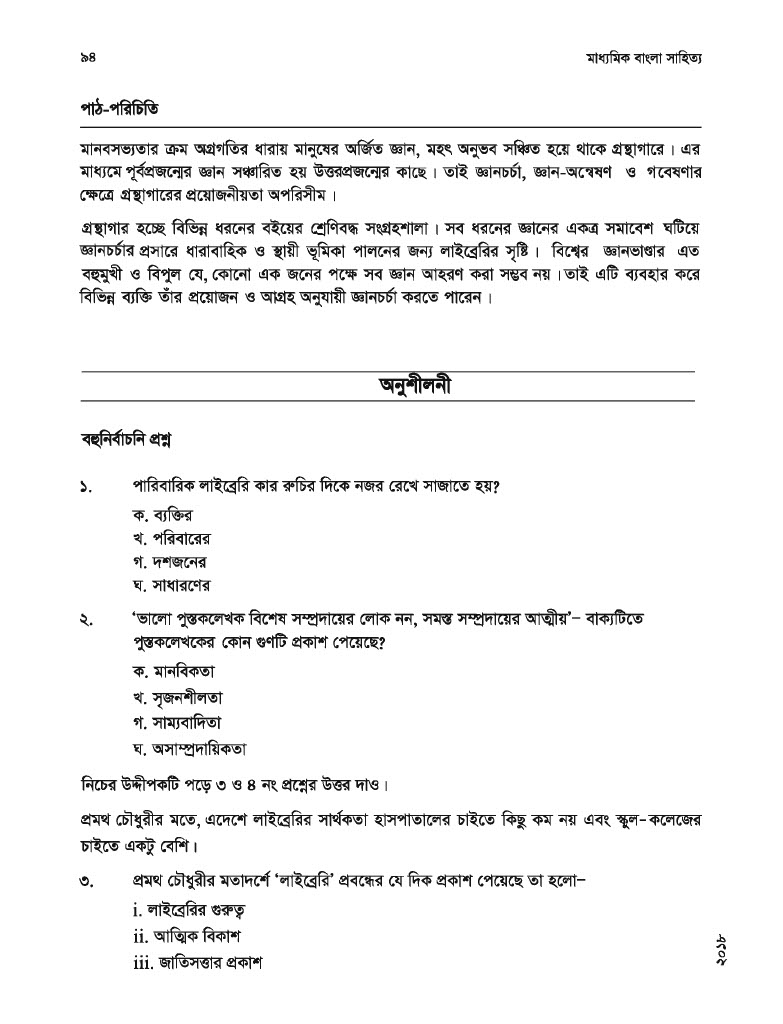 ৯৪
মাধ্যমিক বাংলা সাহিত্য
পাঠ-পরিচিতি
মানবসভ্যতার ক্রম অগ্রগতির ধারায় মানুষের অর্জিত জ্ঞান, মহৎ অনুভব সঞ্চিত হয়ে থাকে গ্রন্থাগারে। এর
মাধ্যমে পূর্বপ্রজন্মের জ্ঞান সঞ্চারিত হয় উত্তরপ্রজন্মের কাছে। তাই জ্ঞানচর্চা, জ্ঞান-অন্বেষণ ও গবেষণার
ক্ষেত্রে গ্রন্থাগারের প্রয়োজনীয়তা অপরিসীম।
গ্রন্থাগার হচ্ছে বিভিন্ন ধরনের বইয়ের শ্রেণিবদ্ধ সংগ্রহশালা। সব ধরনের জ্ঞানের একত্র সমাবেশ ঘটিয়ে
জ্ঞানচর্চার প্রসারে ধারাবাহিক ও স্থায়ী ভূমিকা পালনের জন্য লাইব্রেরির সৃষ্টি। বিশ্বের জ্ঞানভাণ্ডার এত
বহুমুখী ও বিপুল যে, কোনো এক জনের পক্ষে সব জ্ঞান আহরণ করা সম্ভব নয়। তাই এটি ব্যবহার করে
বিভিন্ন ব্যক্তি তাঁর প্রয়োজন ও আগ্রহ অনুযায়ী জ্ঞানচর্চা করতে পারেন।
অনুশীলনী
বহুনির্বাচনি প্রশ্ন
১. পারিবারিক লাইব্রেরি কার রুচির দিকে নজর রেখে সাজাতে হয়?
ক. ব্যক্তির
খ. পরিবারের
গ. দশজনের
ঘ. সাধারণের
২. ‘ভালো পুস্তকলেখক বিশেষ সম্প্রদায়ের লোক নন, সমস্ত সম্প্রদায়ের আত্মীয়’– বাক্যটিতে
পুস্তকলেখকের কোন গুণটি প্রকাশ পেয়েছে?
ক. মানবিকতা
খ. সৃজনশীলতা
গ. সাম্যবাদিতা
ঘ. অসাম্প্রদায়িকতা
নিচের উদ্দীপকটি পড়ে ৩ ও ৪ নং প্রশ্নের উত্তর দাও।
প্রমথ চৌধুরীর মতে, এদেশে লাইব্রেরির সার্থকতা হাসপাতালের চাইতে কিছু কম নয় এবং স্কুল-কলেজের
চাইতে একটু বেশি।
৩. প্রমথ চৌধুরীর মতাদর্শে ‘লাইব্রেরি’ প্রবন্ধের যে দিক প্রকাশ পেয়েছে তা হলো–
i. লাইব্রেরির গুরুত্ব
ii. আত্মিক বিকাশ
iii. জাতিসত্তার প্রকাশ
২০১৮